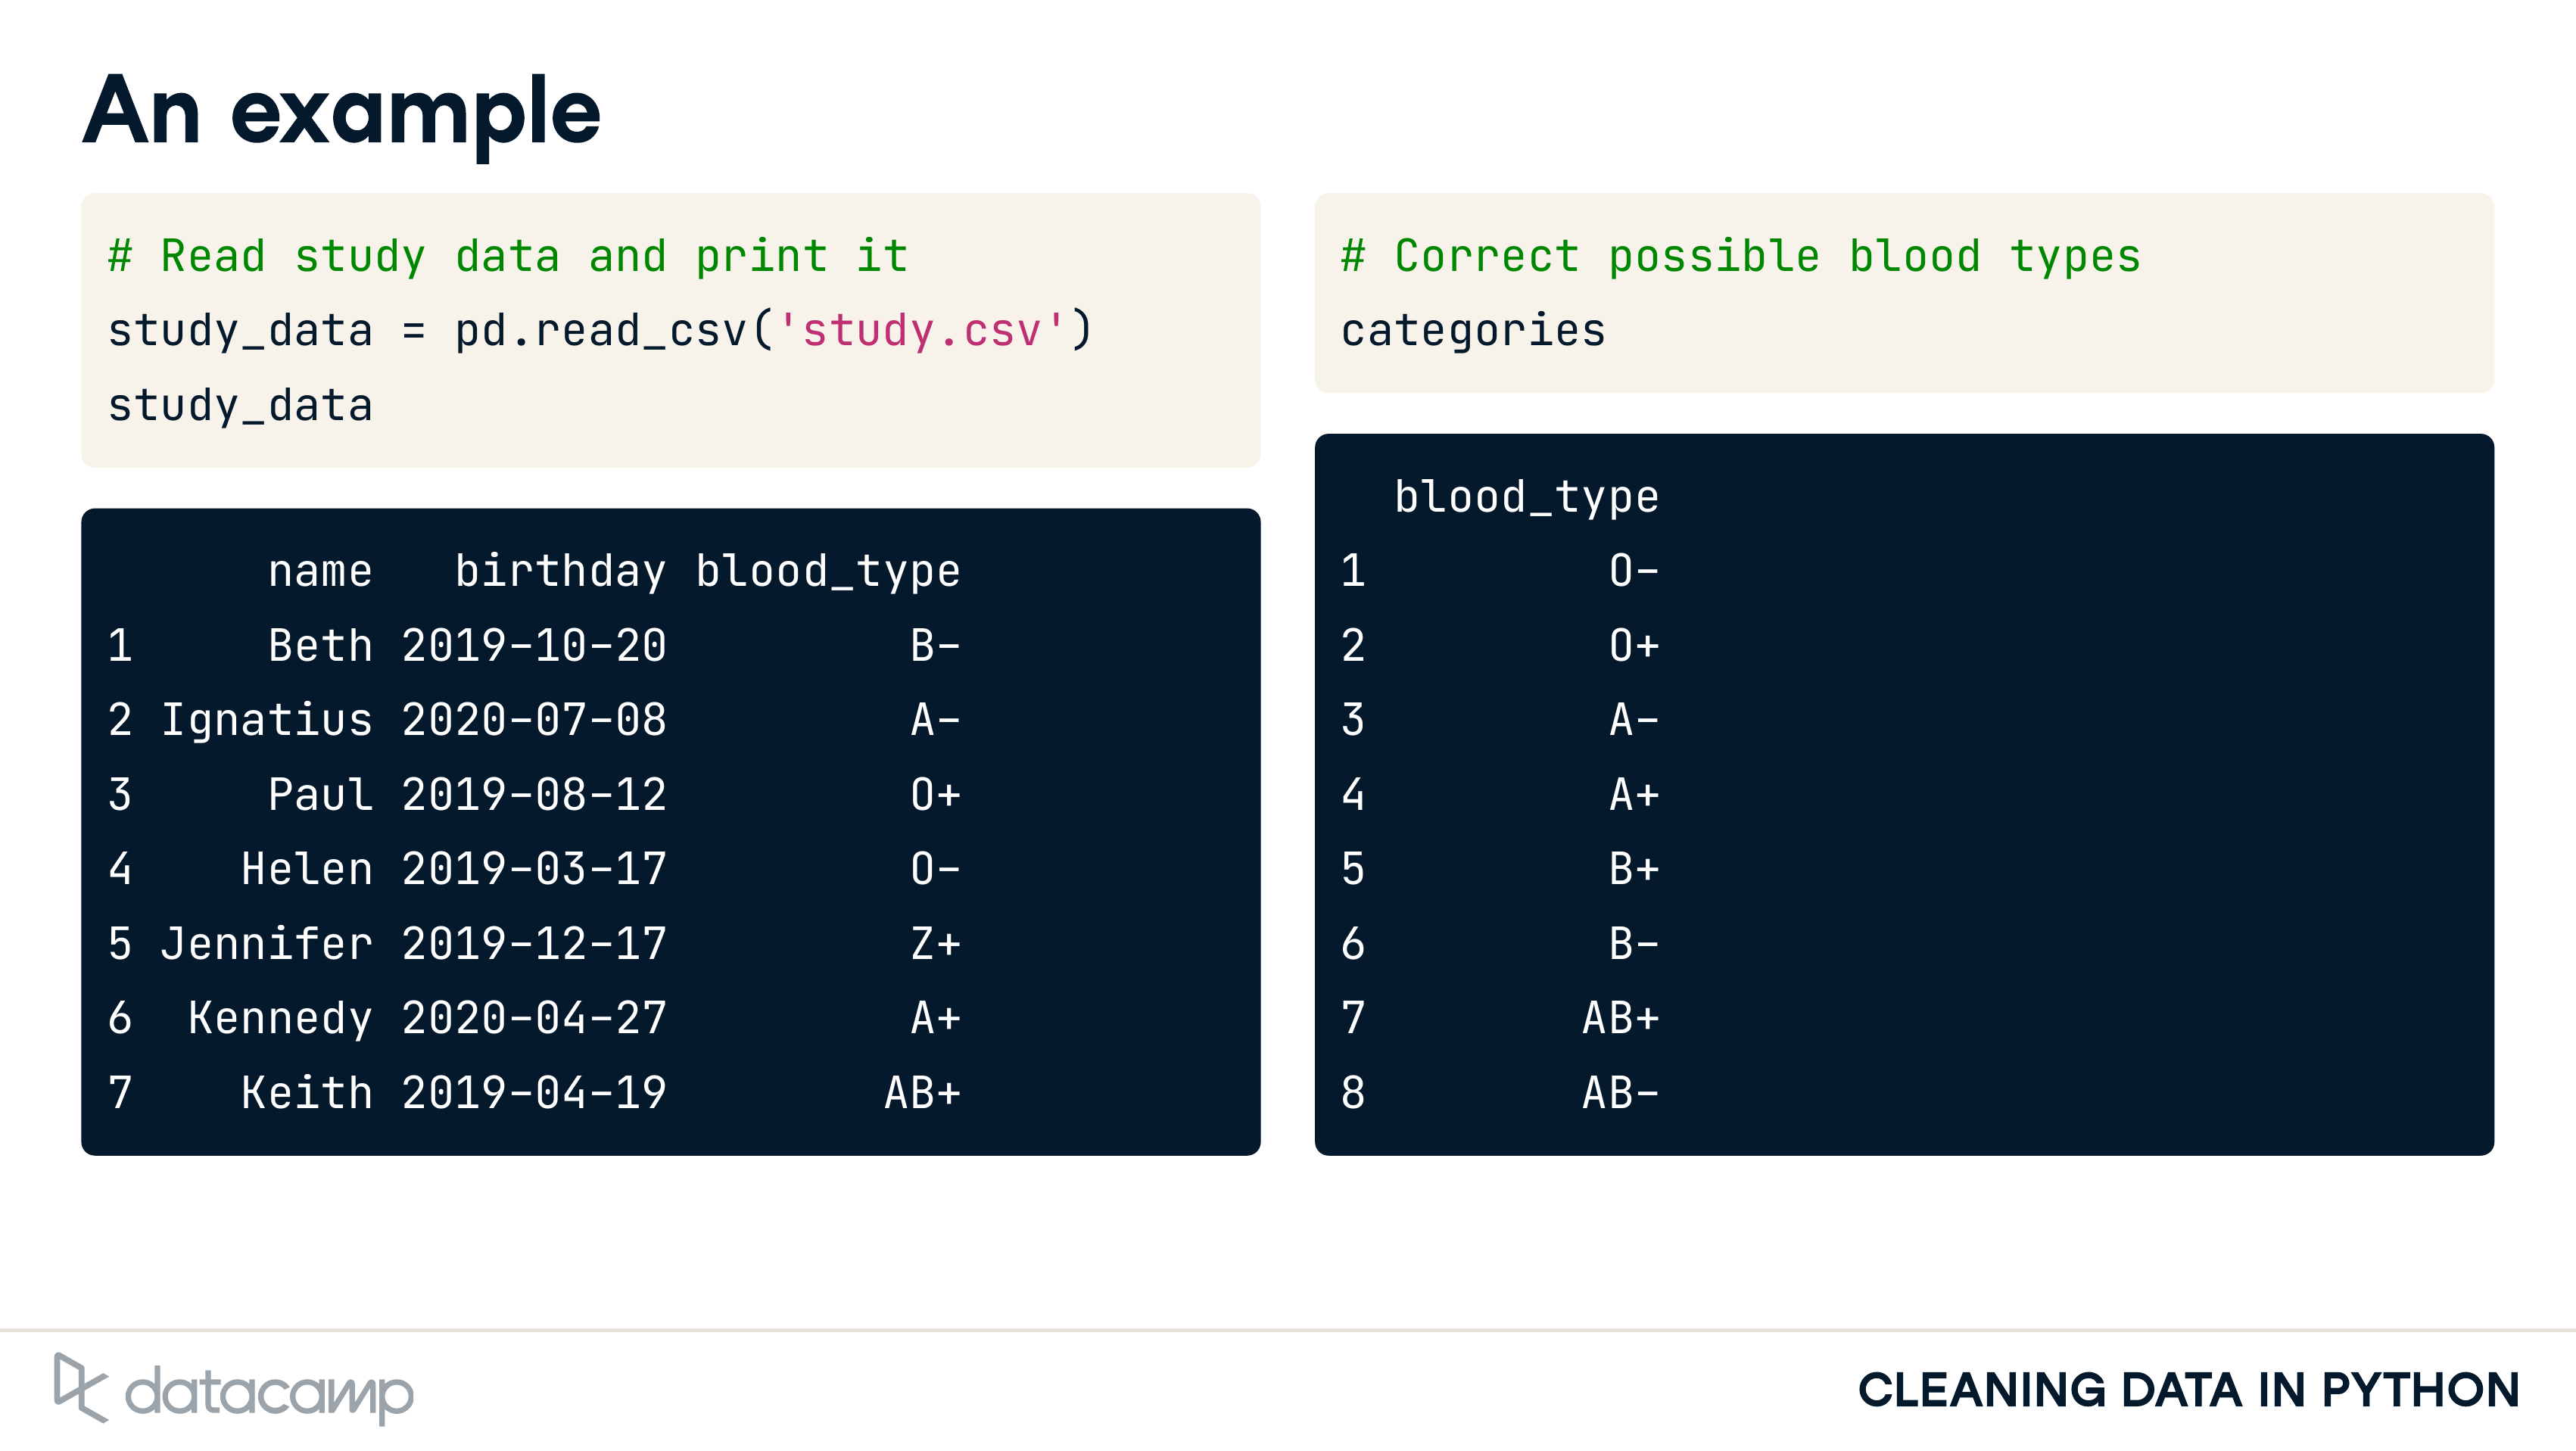 An example
# Read study data and print it
study_data = pd.read_csv('study.csv')
study_data
name birthday blood_type
1 Beth 2019-10-20 B-
2 Ignatius 2020-07-08 A-
3 Paul 2019-08-12 O+
4 Helen 2019-03-17 O-
5 Jennifer 2019-12-17 Z+
6 Kennedy 2020-04-27 A+
7 Keith 2019-04-19 AB+
# Correct possible blood types
categories
blood_type
1 O-
2 O+
3 A-
4 A+
5 B+
6 B-
7 AB+
8 AB-
datacamp
CLEANING DATA IN PYTHON